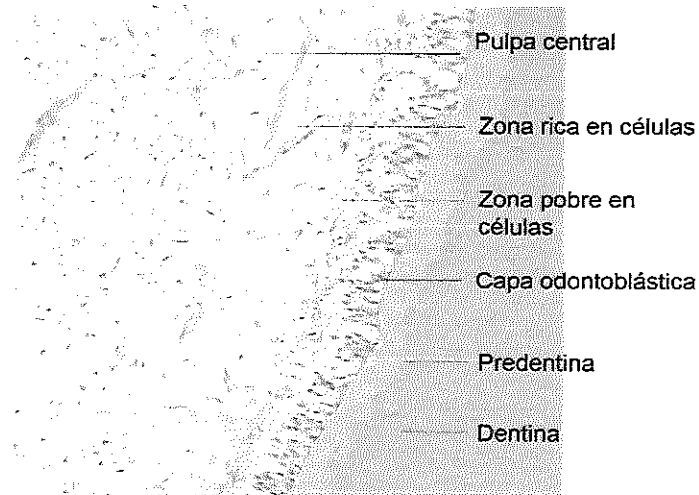 Pulpa central
Zona rica en células
Zona pobre en
células
Capa odontoblástica
Predentina
Dentina